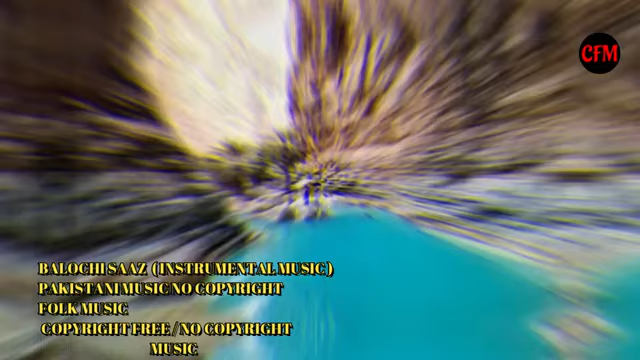 CFM
BALOCHI SAAZ (INSTRUMENTAL MUSIC)
PAKISTANI MUSIC NO COPYRIGHT
FOLK MUSIC
COPYRIGHT FREE / NO COPYRIGHT
MUSIC